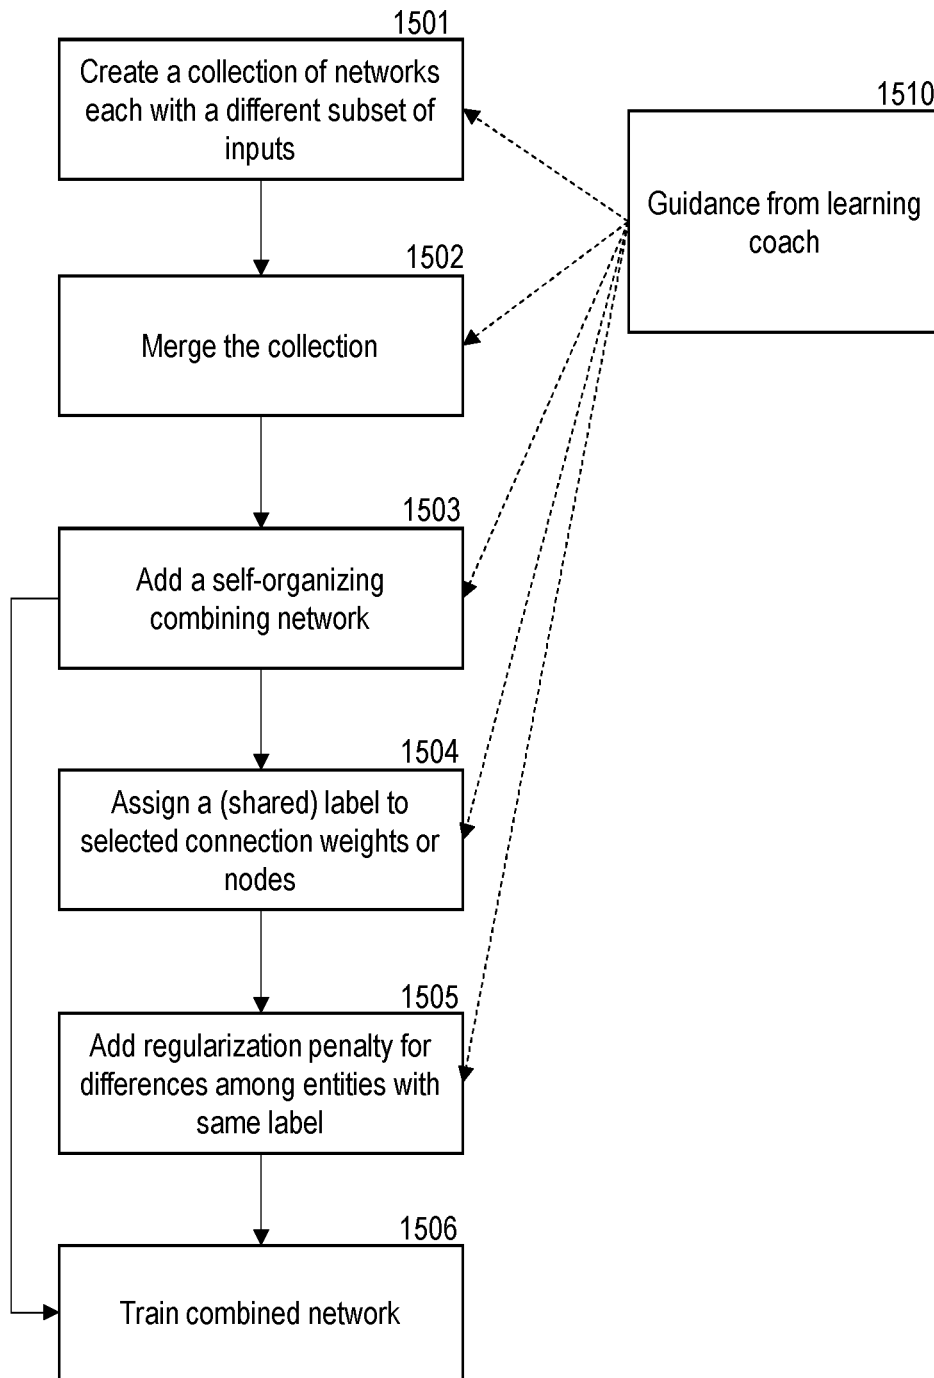 1501
Create a collection of networks
each with a different subset of
inputs
1510
Guidance from learning
coach
1502
Merge the collection
1503
Add a self-organizing
combining network
1504
Assign a (shared) label to
selected connection weights or
nodes
1505
Add regularization penalty for
differences among entities with
same label
1506
Train combined network